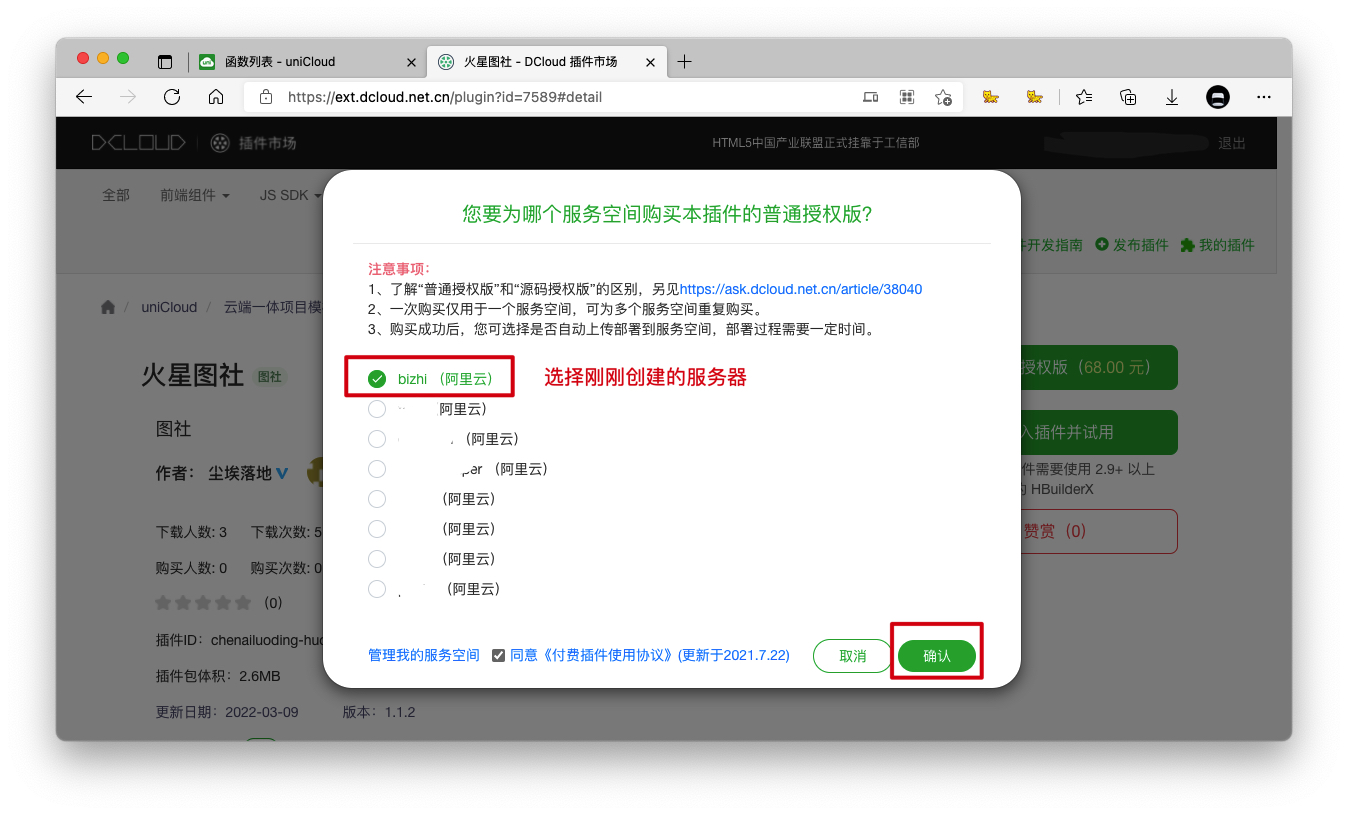 函数列表 - uniCloud
火星图社 - DCloud 插件市场
https://ext.dcloud.net.cn/plugin?id=7589#detail
DCLOUD 插件市场
HTML5中国产业联盟正式挂靠于工信部
退出
全部 前端组件 JS SDK
开发指南 发布插件 我的插件
您要为哪个服务空间购买本插件的普通授权版?
注意事项：
1、了解“普通授权版”和“源码授权版”的区别，另见https://ask.dcloud.net.cn/article/38040
2、一次购买仅用于一个服务空间，可为多个服务空间重复购买。
3、购买成功后，您可选择是否自动上传部署到服务空间，部署过程需要一定时间。
bizhi （阿里云）
选择刚刚创建的服务器
阿里云）
（阿里云）
（阿里云）
（阿里云）
（阿里云）
（阿里云）
（阿里云）
管理我的服务空间 同意《付费插件使用协议》(更新于2021.7.22)
取消
确认
/ uniCloud / 云端一体项目模
火星图社 图社
图社
作者： 尘埃落地
下载人数: 3 下载次数: 5
购买人数: 0 购买次数: 0
(0)
插件ID：chenailuoding-huo
插件包体积：2.6MB
更新日期：2022-03-09 版本：1.1.2
授权版（68.00 元）
入插件并试用
件需要使用 2.9+ 以上
的 HBuilderX
赞赏（0）